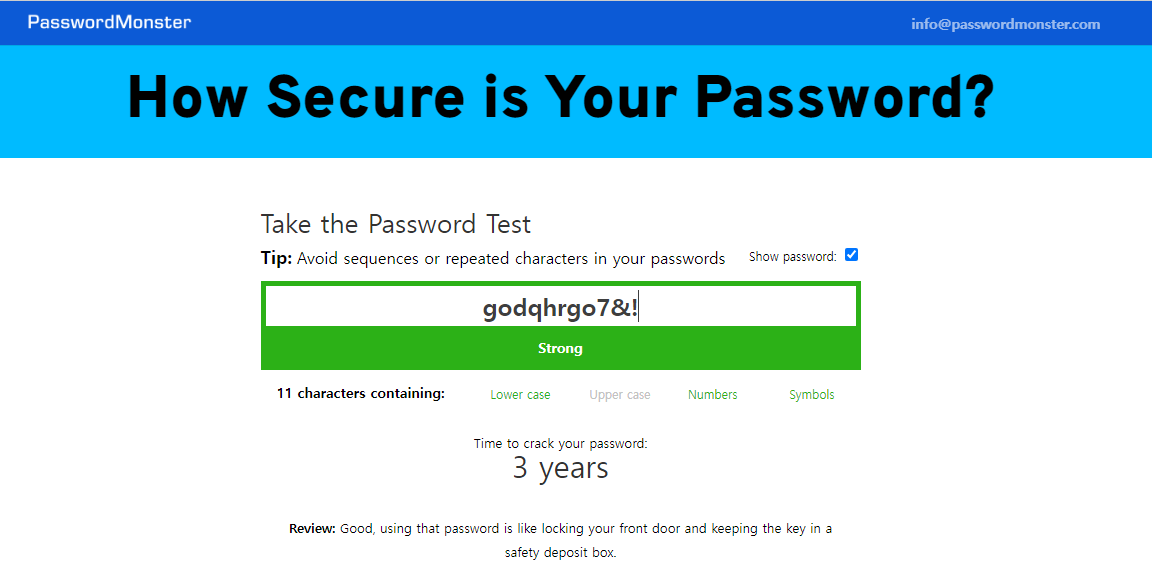 PasswordMonster
info@passwordmonster.com
How Secure is Your Password?
Take the Password Test
Tip: Avoid sequences or repeated characters in your passwords
Show password:
godqhrgo7&!
Strong
11 characters containing:
Lower case
Upper case
Numbers
Symbols
Time to crack your password:
3 years
Review: Good, using that password is like locking your front door and keeping the key in a
safety deposit box.